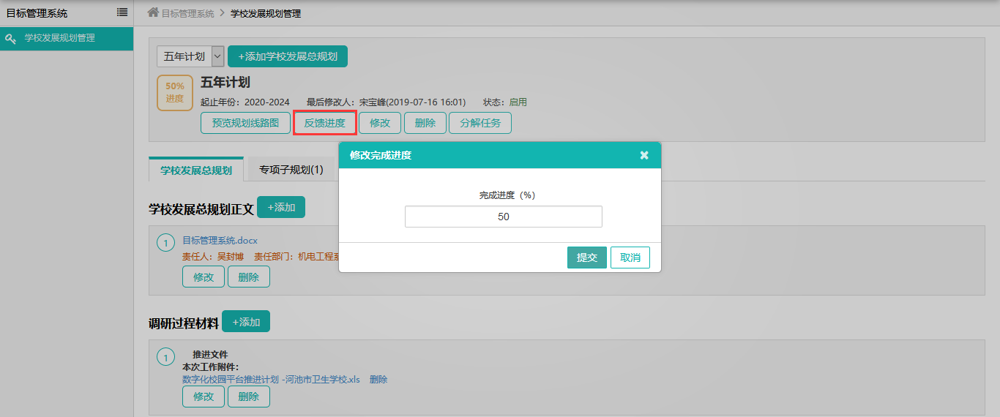 目标管理系统
目标管理系统 > 学校发展规划管理
学校发展规划管理
五年计划
+添加学校发展总规划
50%
进度
五年计划
起止年份：2020-2024 最后修改人：宋宝峰(2019-07-16 16:01) 状态：启用
预览规划线路图 反馈进度 修改 删除 分解任务
修改完成进度
完成进度（%）
50
提交 取消
学校发展总规划 专项子规划(1)
学校发展总规划正文 +添加
1
目标管理系统.docx
责任人：吴封博 责任部门：机电工程系
修改 删除
调研过程材料 +添加
1
推进文件
本次工作附件：
数字化校园平台推进计划 -河池市卫生学校.xls 删除
修改 删除